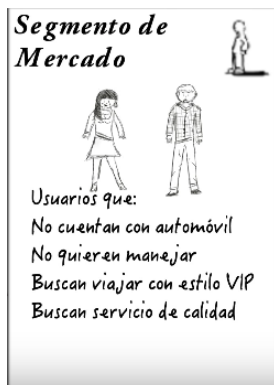 Segmento de
Mercado
Usuarios que:
No cuentan con automóvil
No quieren manejar
Buscan viajar con estilo VIP
Buscan servicio de calidad